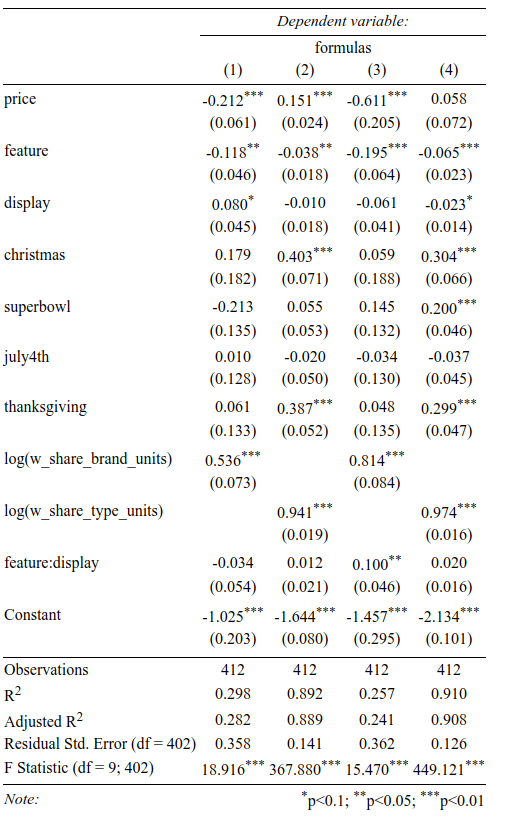 Dependent variable:
formulas
(1) (2) (3) (4)
price -0.212*** 0.151*** -0.611*** 0.058
(0.061) (0.024) (0.205) (0.072)
feature -0.118** -0.038** -0.195*** -0.065***
(0.046) (0.018) (0.064) (0.023)
display 0.080* -0.010 -0.061 -0.023*
(0.045) (0.018) (0.041) (0.014)
christmas 0.179 0.403*** 0.059 0.304***
(0.182) (0.071) (0.188) (0.066)
superbowl -0.213 0.055 0.145 0.200***
(0.135) (0.053) (0.132) (0.046)
july4th 0.010 -0.020 -0.034 -0.037
(0.128) (0.050) (0.130) (0.045)
thanksgiving 0.061 0.387*** 0.048 0.299***
(0.133) (0.052) (0.135) (0.047)
log(w_share_brand_units) 0.536*** 0.814***
(0.073) (0.084)
log(w_share_type_units) 0.941*** 0.974***
(0.019) (0.016)
feature:display -0.034 0.012 0.100** 0.020
(0.054) (0.021) (0.046) (0.016)
Constant -1.025*** -1.644*** -1.457*** -2.134***
(0.203) (0.080) (0.295) (0.101)
Observations 412 412 412 412
R2 0.298 0.892 0.257 0.910
Adjusted R2 0.282 0.889 0.241 0.908
Residual Std. Error (df = 402) 0.358 0.141 0.362 0.126
F Statistic (df = 9; 402) 18.916*** 367.880*** 15.470*** 449.121***
Note: *p<0.1; **p<0.05; ***p<0.01